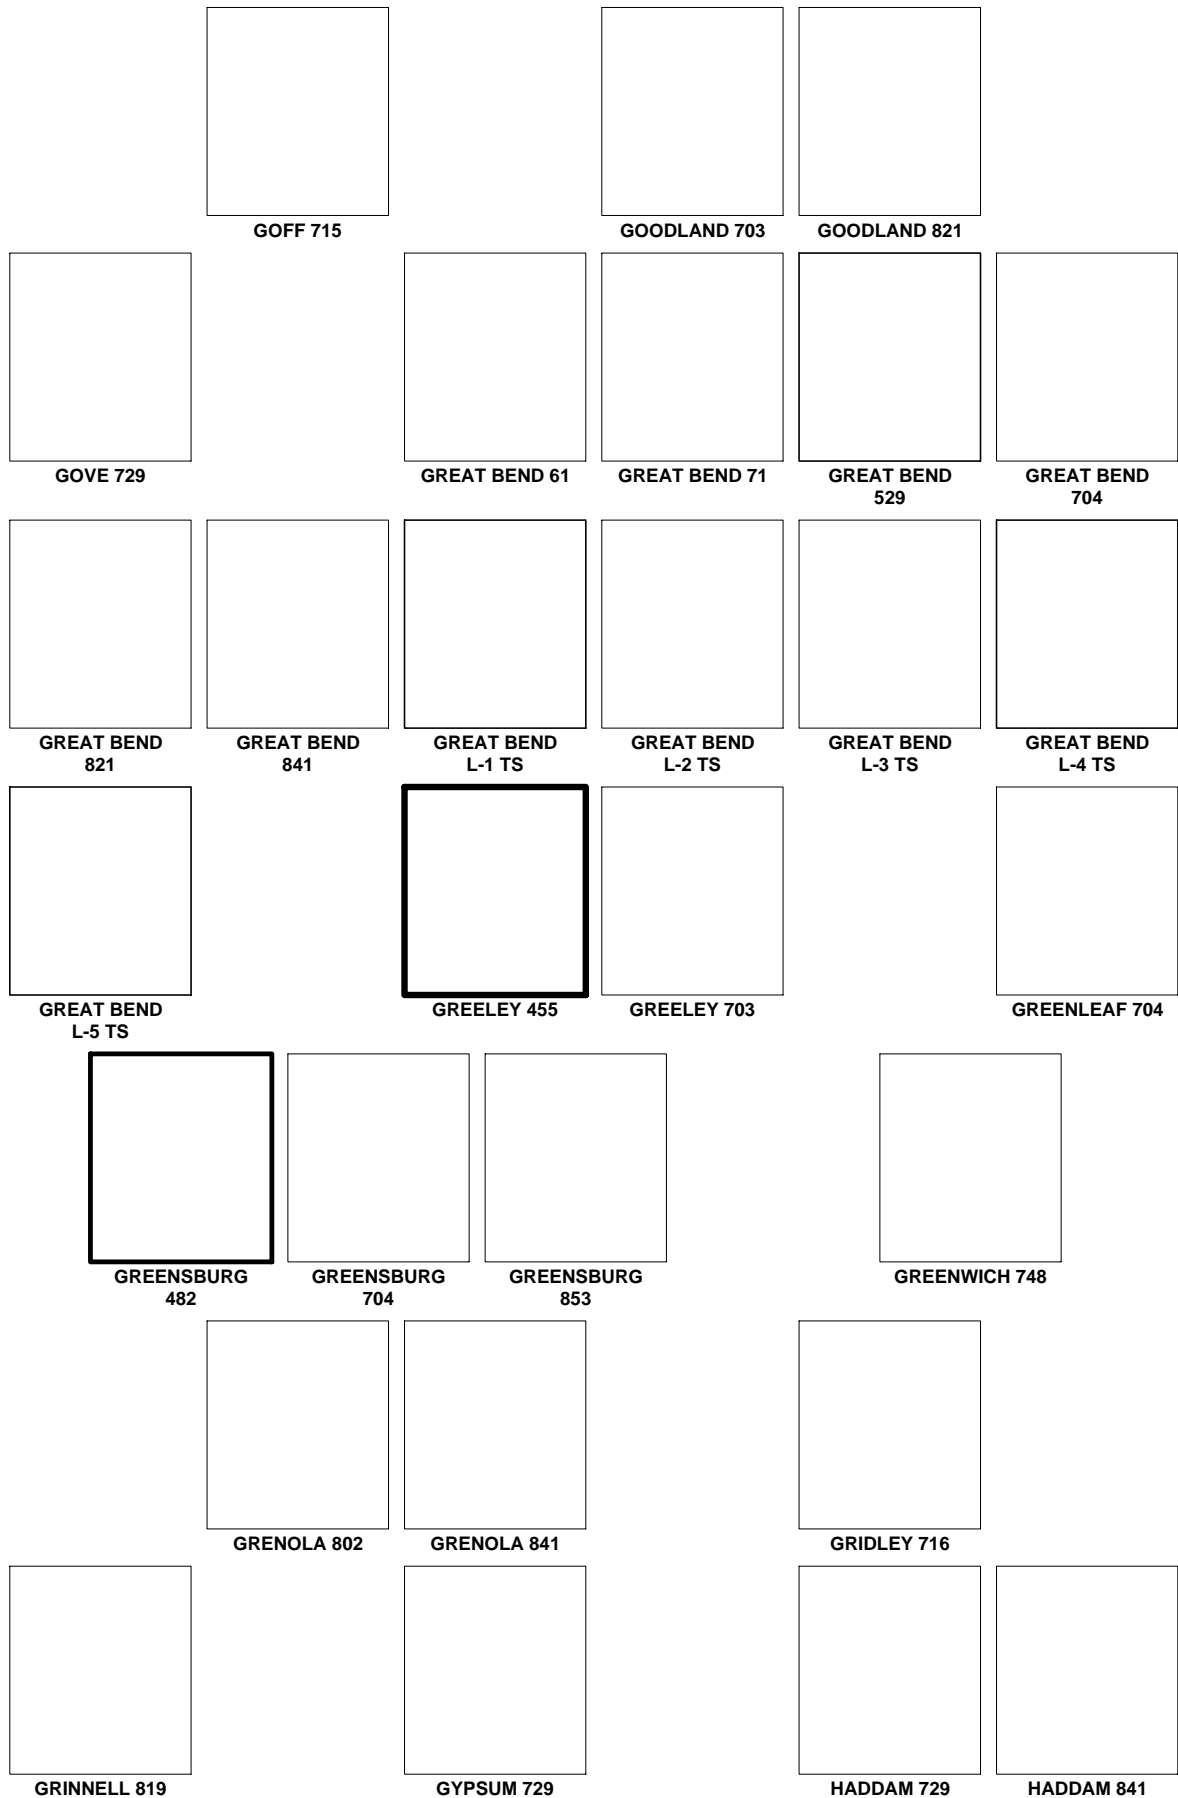 GOFF 715
GOODLAND 703
GOODLAND 821
GOVE 729
GREAT BEND 61
GREAT BEND 71
GREAT BEND
529
GREAT BEND
704
GREAT BEND
821
GREAT BEND
841
GREAT BEND
L-1 TS
GREAT BEND
L-2 TS
GREAT BEND
L-3 TS
GREAT BEND
L-4 TS
GREAT BEND
L-5 TS
GREELEY 455
GREELEY 703
GREENLEAF 704
GREENSBURG
482
GREENSBURG
704
GREENSBURG
853
GREENWICH 748
GRENOLA 802
GRENOLA 841
GRIDLEY 716
GRINNELL 819
GYPSUM 729
HADDAM 729
HADDAM 841